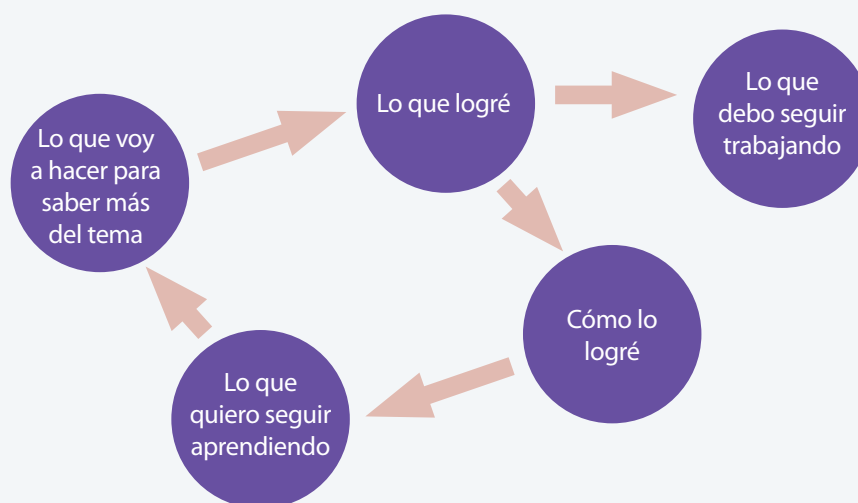 Lo que logré
Lo que
debo seguir
trabajando
Lo que voy
a hacer para
saber más
del tema
Cómo lo
logré
Lo que
quiero seguir
aprendiendo